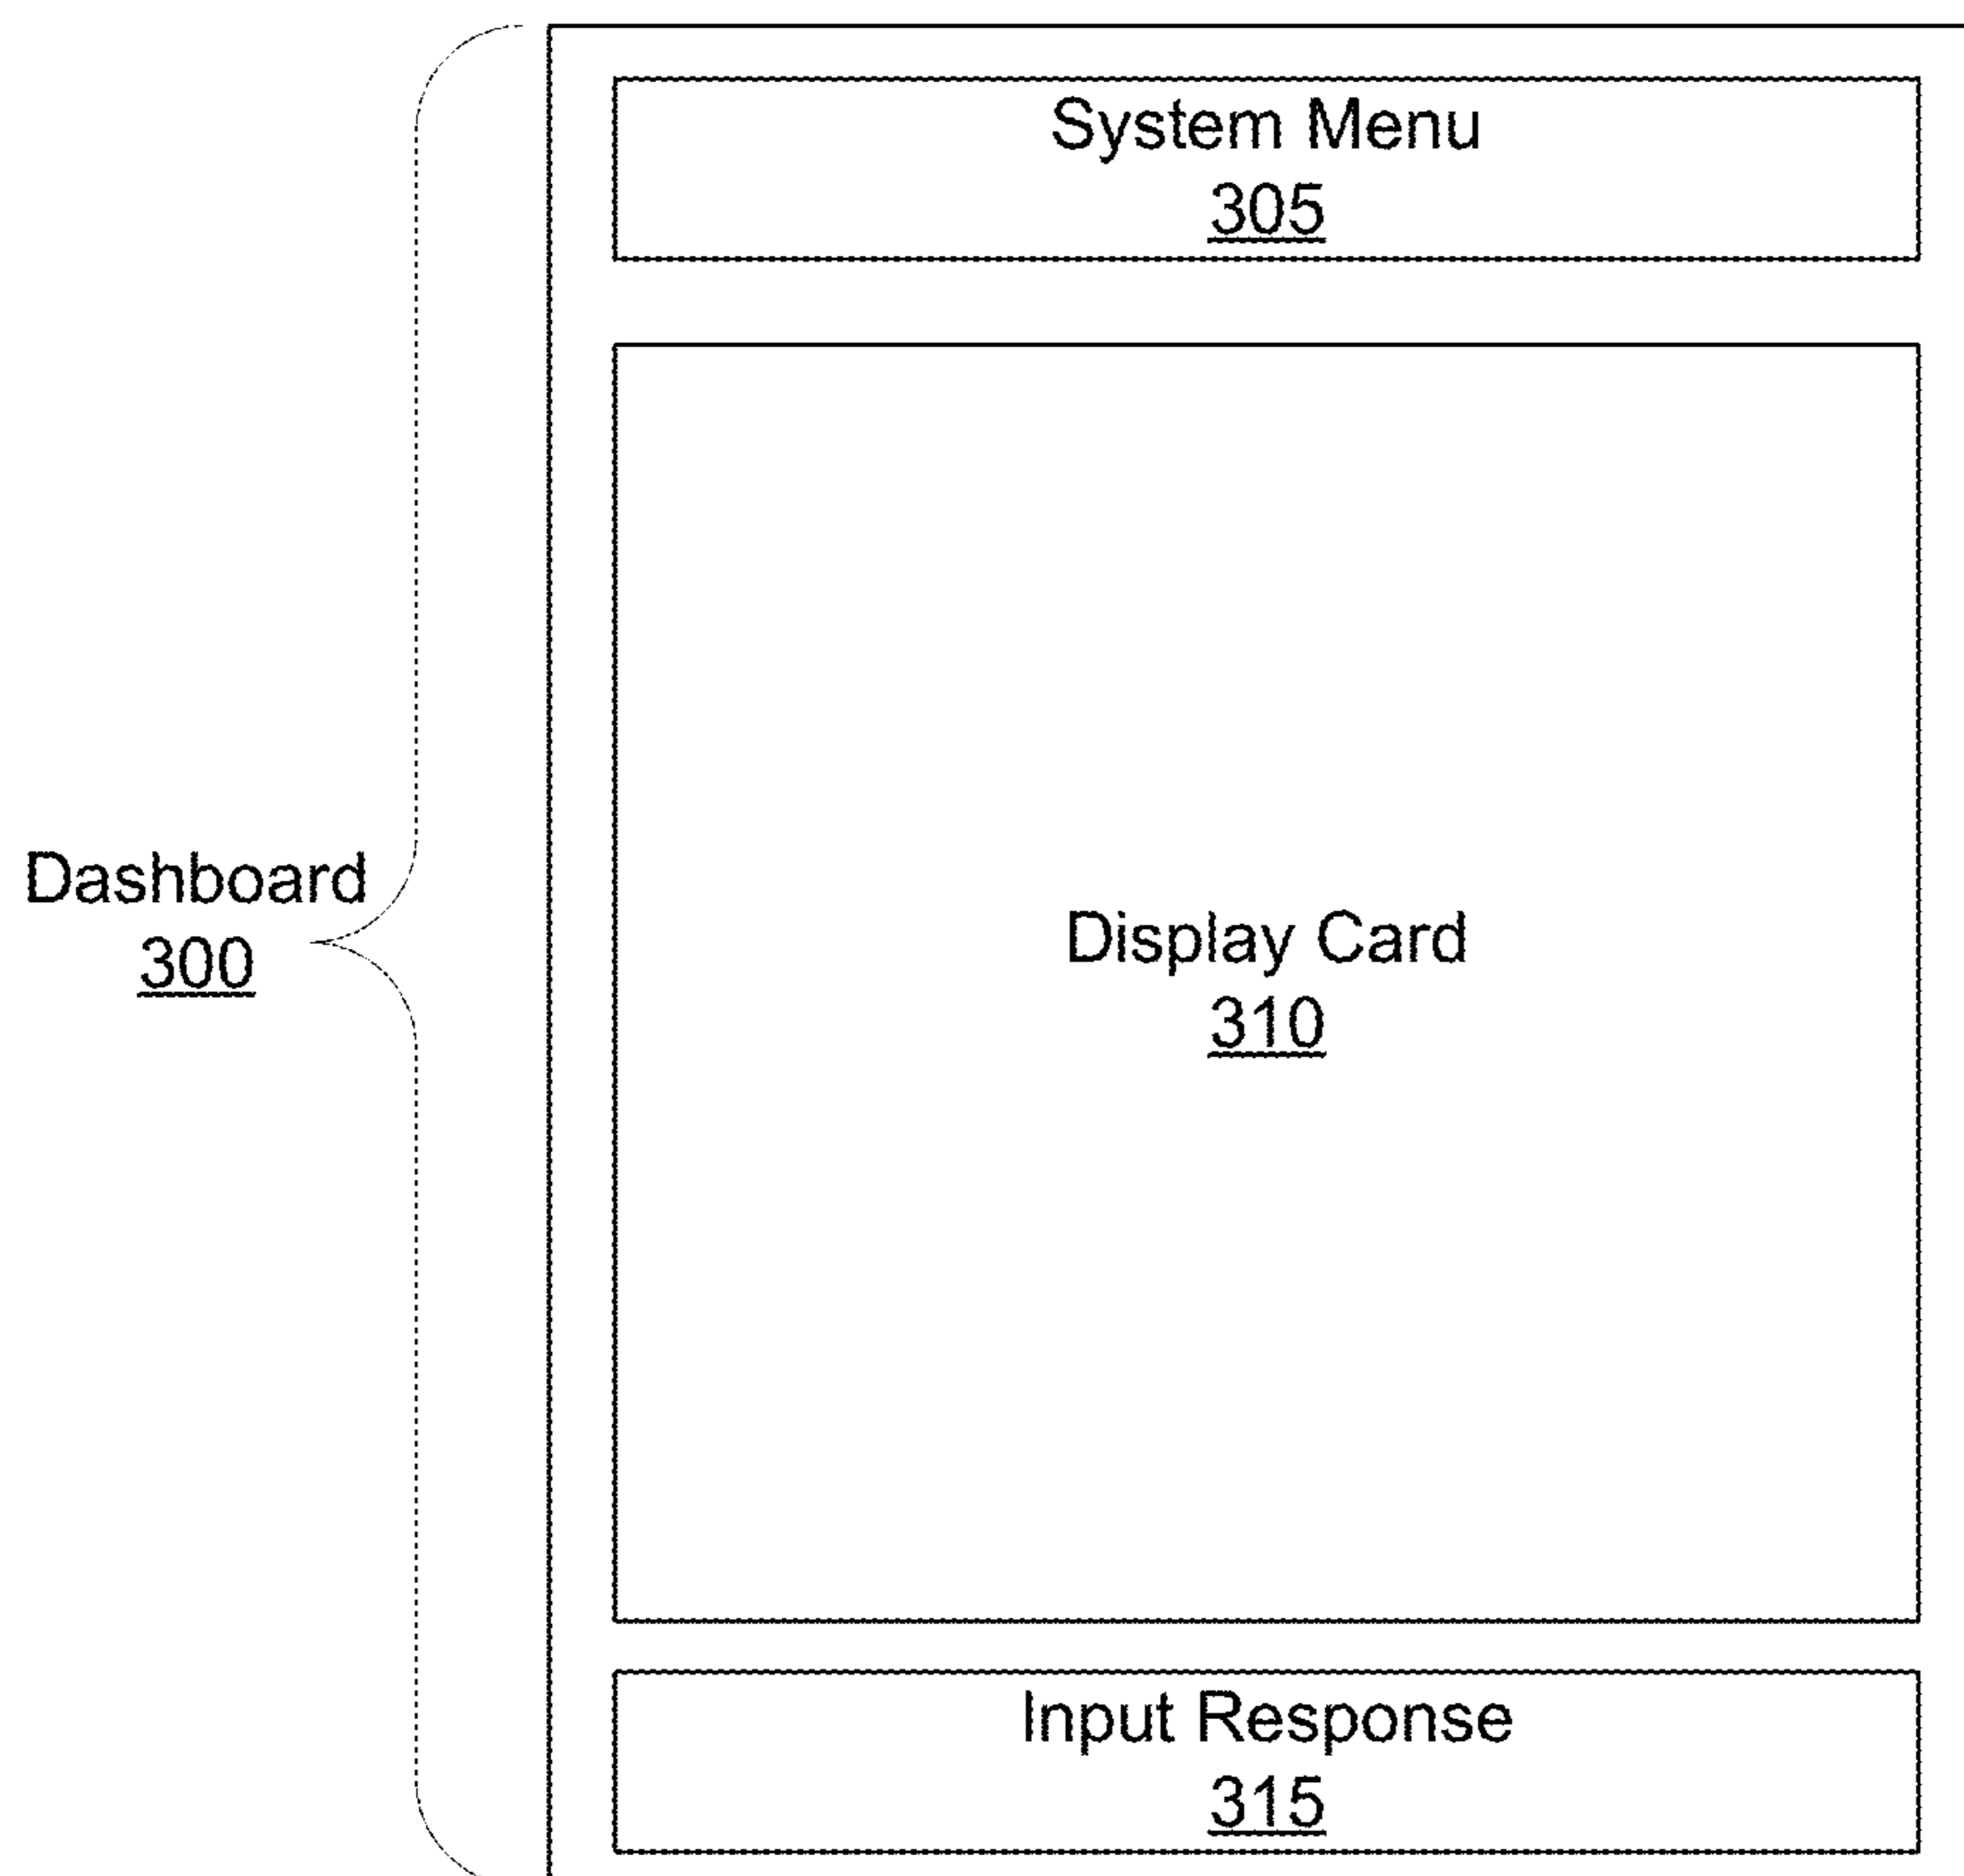 System Menu
305
Dashboard
300
Display Card
310
Input Response
315